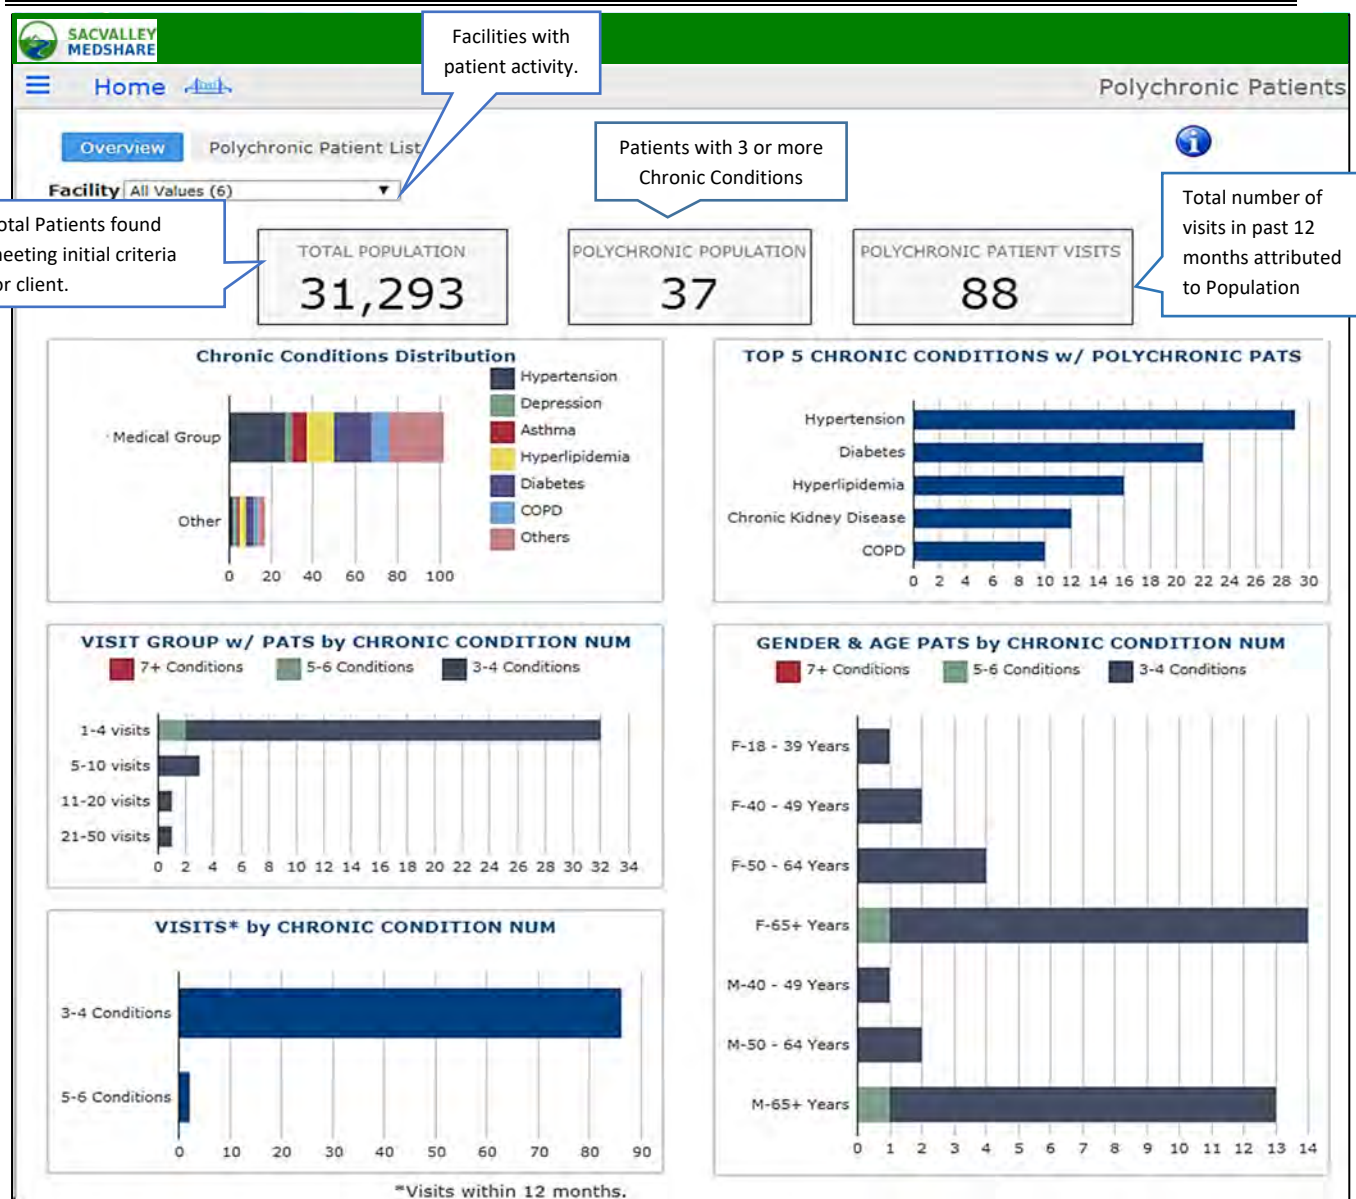 SACVALLEY
MEDSHARE
Facilities with
patient activity.
Home
Polychronic Patients
Overview
Polychronic Patient List
Patients with 3 or more
Chronic Conditions
Facility All Values (6)
Total number of
visits in past 12
months attributed
to Population
Patients found
initial criteria
client.
TOTAL POPULATION
31,293
POLYCHRONIC POPULATION
37
POLYCHRONIC PATIENT VISITS
88
Chronic Conditions Distribution
Hypertension
Depression
Asthma
Hyperlipidemia
Diabetes
COPD
Others
Medical Group
Other
0 20 40 60 80 100
TOP 5 CHRONIC CONDITIONS w/ POLYCHRONIC PATS
Hypertension
Diabetes
Hyperlipidemia
Chronic Kidney Disease
COPD
0 2 4 6 8 10 12 14 16 18 20 22 24 26 28 30
VISIT GROUP w/ PATS by CHRONIC CONDITION NUM
7+ Conditions 5-6 Conditions 3-4 Conditions
1-4 visits
5-10 visits
11-20 visits
21-50 visits
0 2 4 6 8 10 12 14 16 18 20 22 24 26 28 30 32 34
GENDER & AGE PATS by CHRONIC CONDITION NUM
7+ Conditions 5-6 Conditions 3-4 Conditions
F-18 - 39 Years
F-40 - 49 Years
F-50 - 64 Years
F-65+ Years
M-40 - 49 Years
M-50 - 64 Years
M-65+ Years
0 1 2 3 4 5 6 7 8 9 10 11 12 13 14
VISITS* by CHRONIC CONDITION NUM
3-4 Conditions
5-6 Conditions
0 10 20 30 40 50 60 70 80 90
*Visits within 12 months.